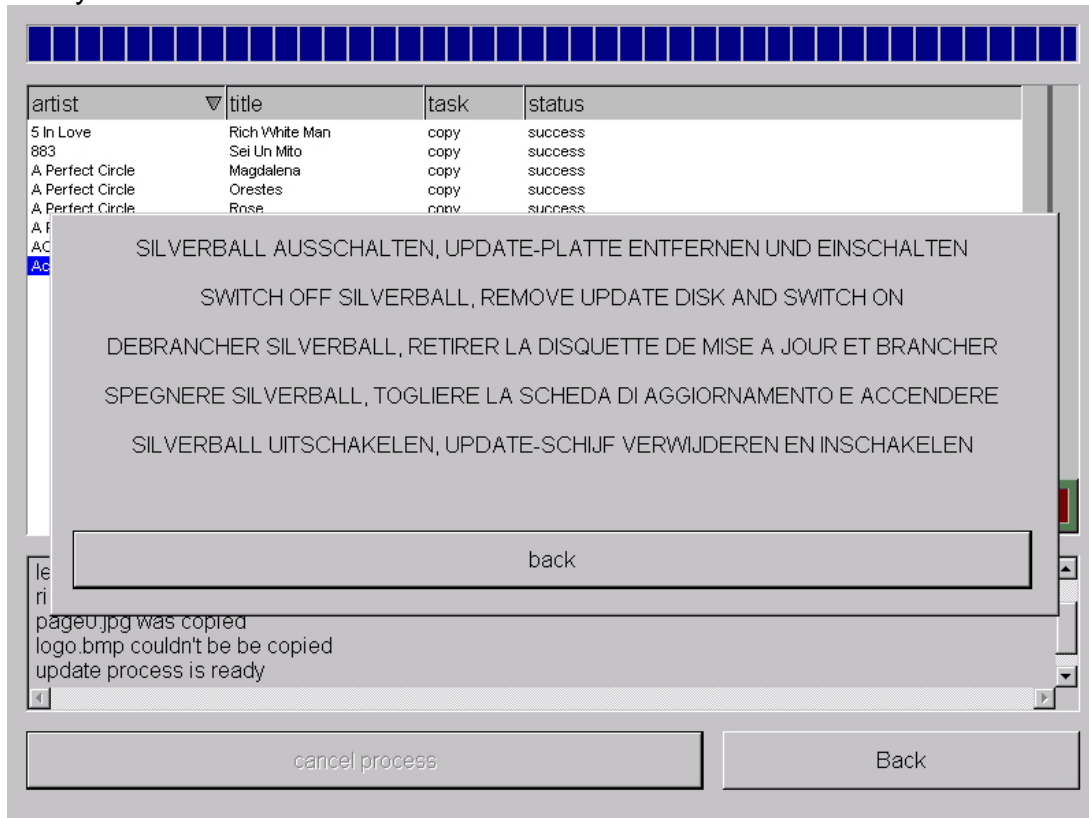 artist title task status
5 In Love Rich White Man copy success
883 Sei Un Mito copy success
A Perfect Circle Magdalena copy success
A Perfect Circle Orestes copy success
A Perfect Circle Rose copy success
SILVERBALL AUSSCHALTEN, UPDATE-PLATTE ENTFERNEN UND EINSCHALTEN
SWITCH OFF SILVERBALL, REMOVE UPDATE DISK AND SWITCH ON
DEBRANCHER SILVERBALL, RETIRER LA DISQUETTE DE MISE A JOUR ET BRANCHER
SPEGNERE SILVERBALL, TOGLIERE LA SCHEDA DI AGGIORNAMENTO E ACCENDERE
SILVERBALL UITSCHAKELEN, UPDATE-SCHIJF VERWIJDEREN EN INSCHAKELEN
back
page0.jpg was copied
logo.bmp couldn't be be copied
update process is ready
cancel process Back